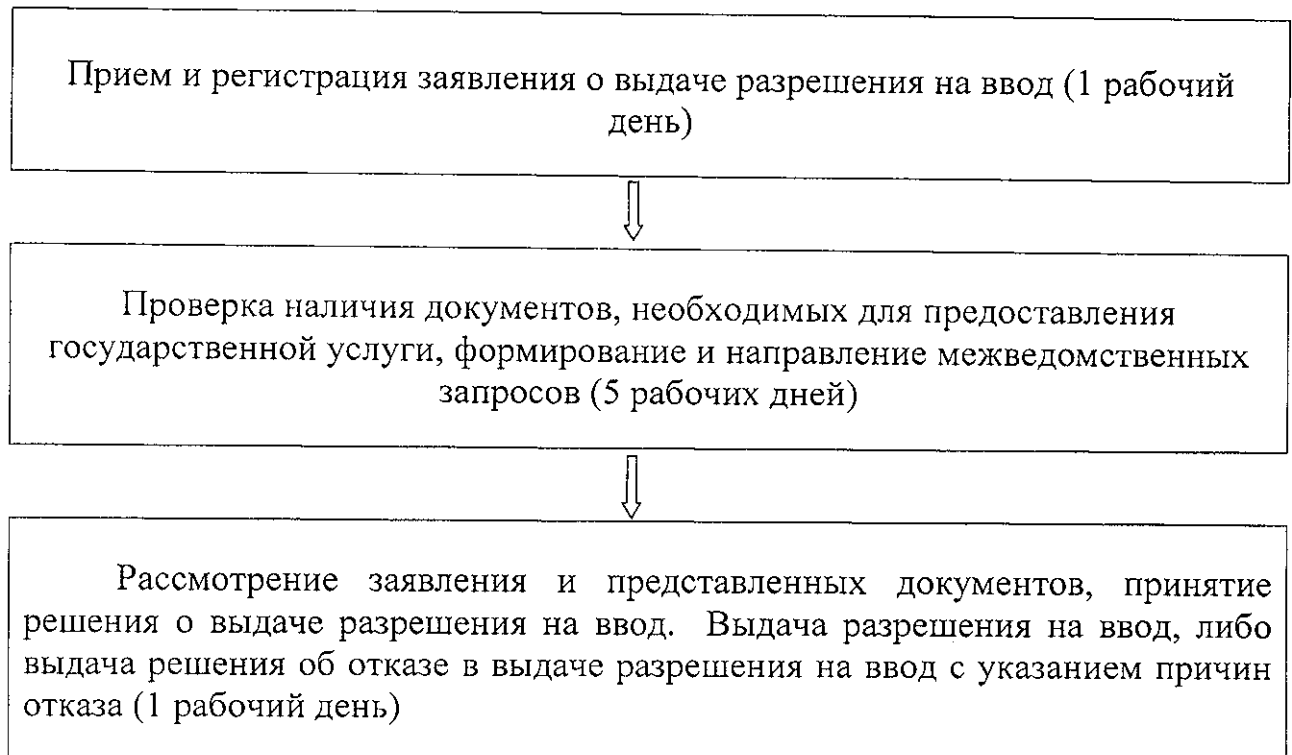 Прием и регистрация заявления о выдаче разрешения на ввод (1 рабочий
день)
Проверка наличия документов, необходимых для предоставления
государственной услуги, формирование и направление межведомственных
запросов (5 рабочих дней)
Рассмотрение заявления и представленных документов, принятие
решения о выдаче разрешения на ввод. Выдача разрешения на ввод, либо
выдача решения об отказе в выдаче разрешения на ввод с указанием причин
отказа (1 рабочий день)